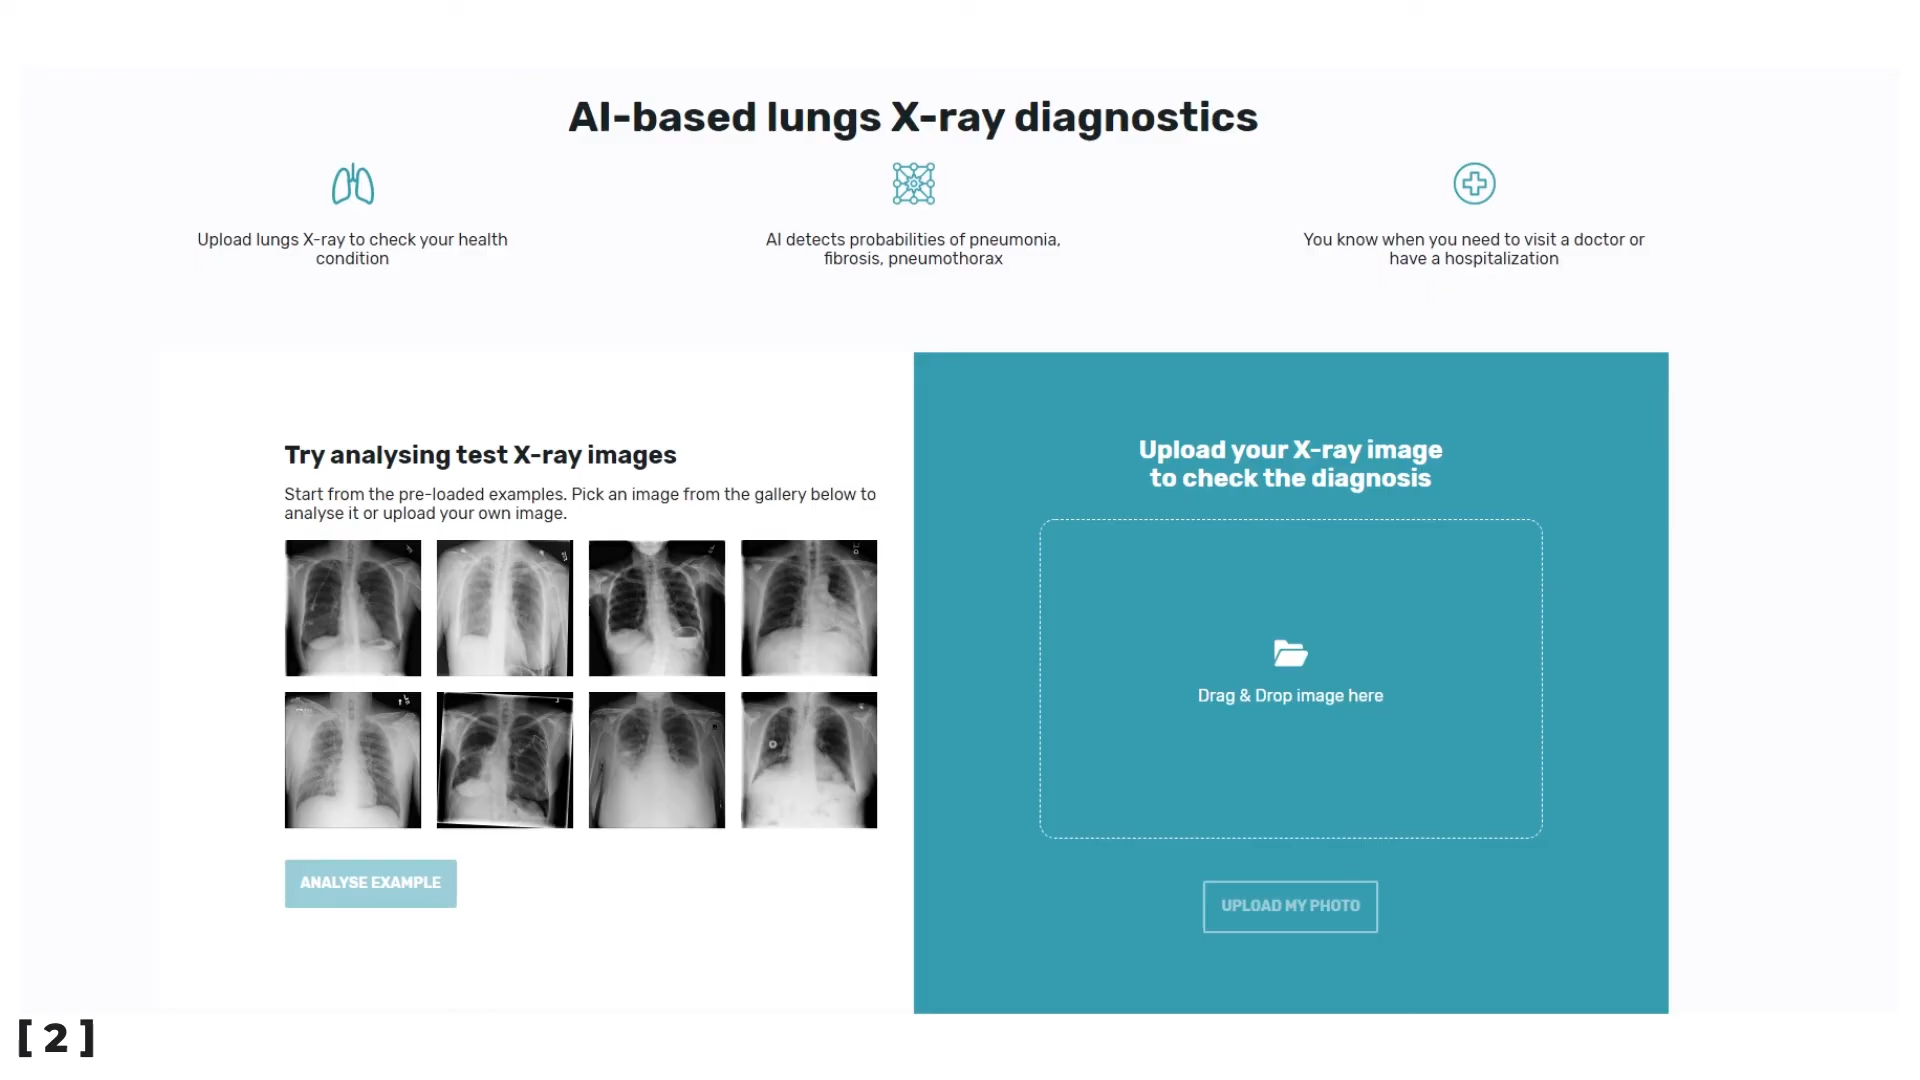 AI-based lungs X-ray diagnostics
Upload lungs X-ray to check your health
condition
AI detects probabilities of pneumonia,
fibrosis, pneumothorax
You know when you need to visit a doctor or
have a hospitalization
Try analysing test X-ray images
Start from the pre-loaded examples. Pick an image from the gallery below to
analyse it or upload your own image.
ANALYSE EXAMPLE
Upload your X-ray image
to check the diagnosis
Drag & Drop image here
UPLOAD MY PHOTO
[ 2 ]